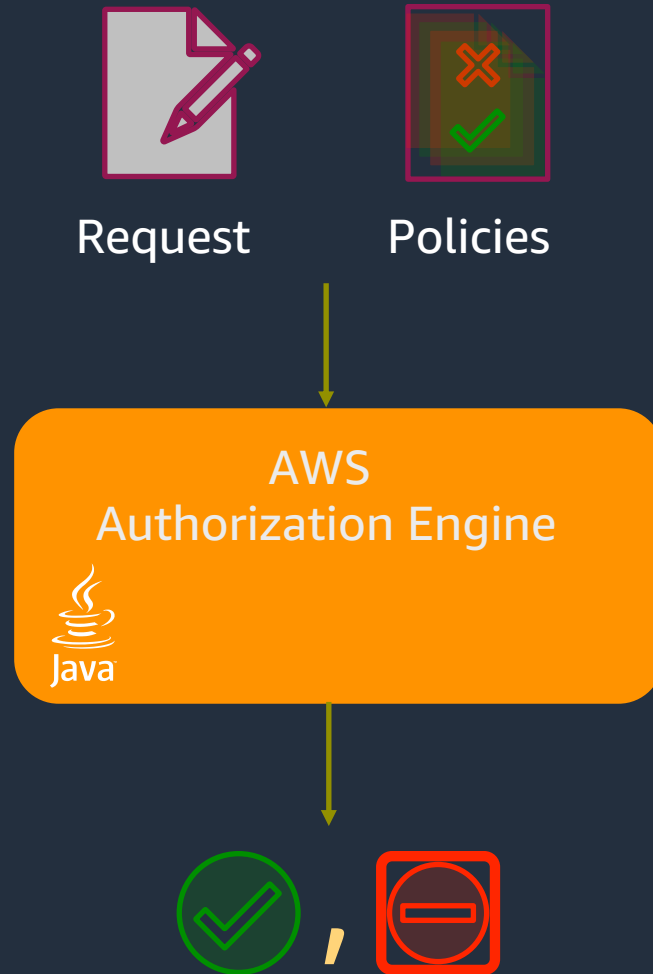 Request
Policies
AWS
Authorization Engine
Java
,